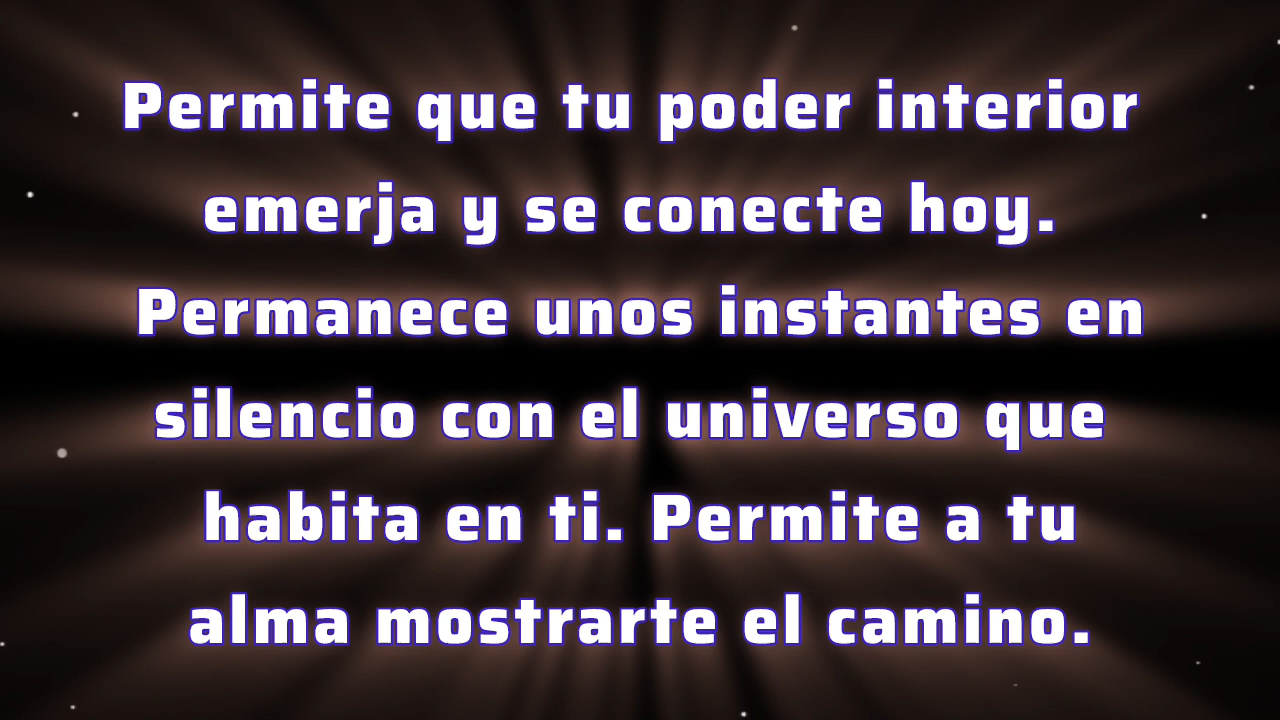 Permite que tu poder interior
emerja y se conecte hoy.
Permanece unos instantes en
silencio con el universo que
habita en ti. Permite a tu
alma mostrarte el camino.